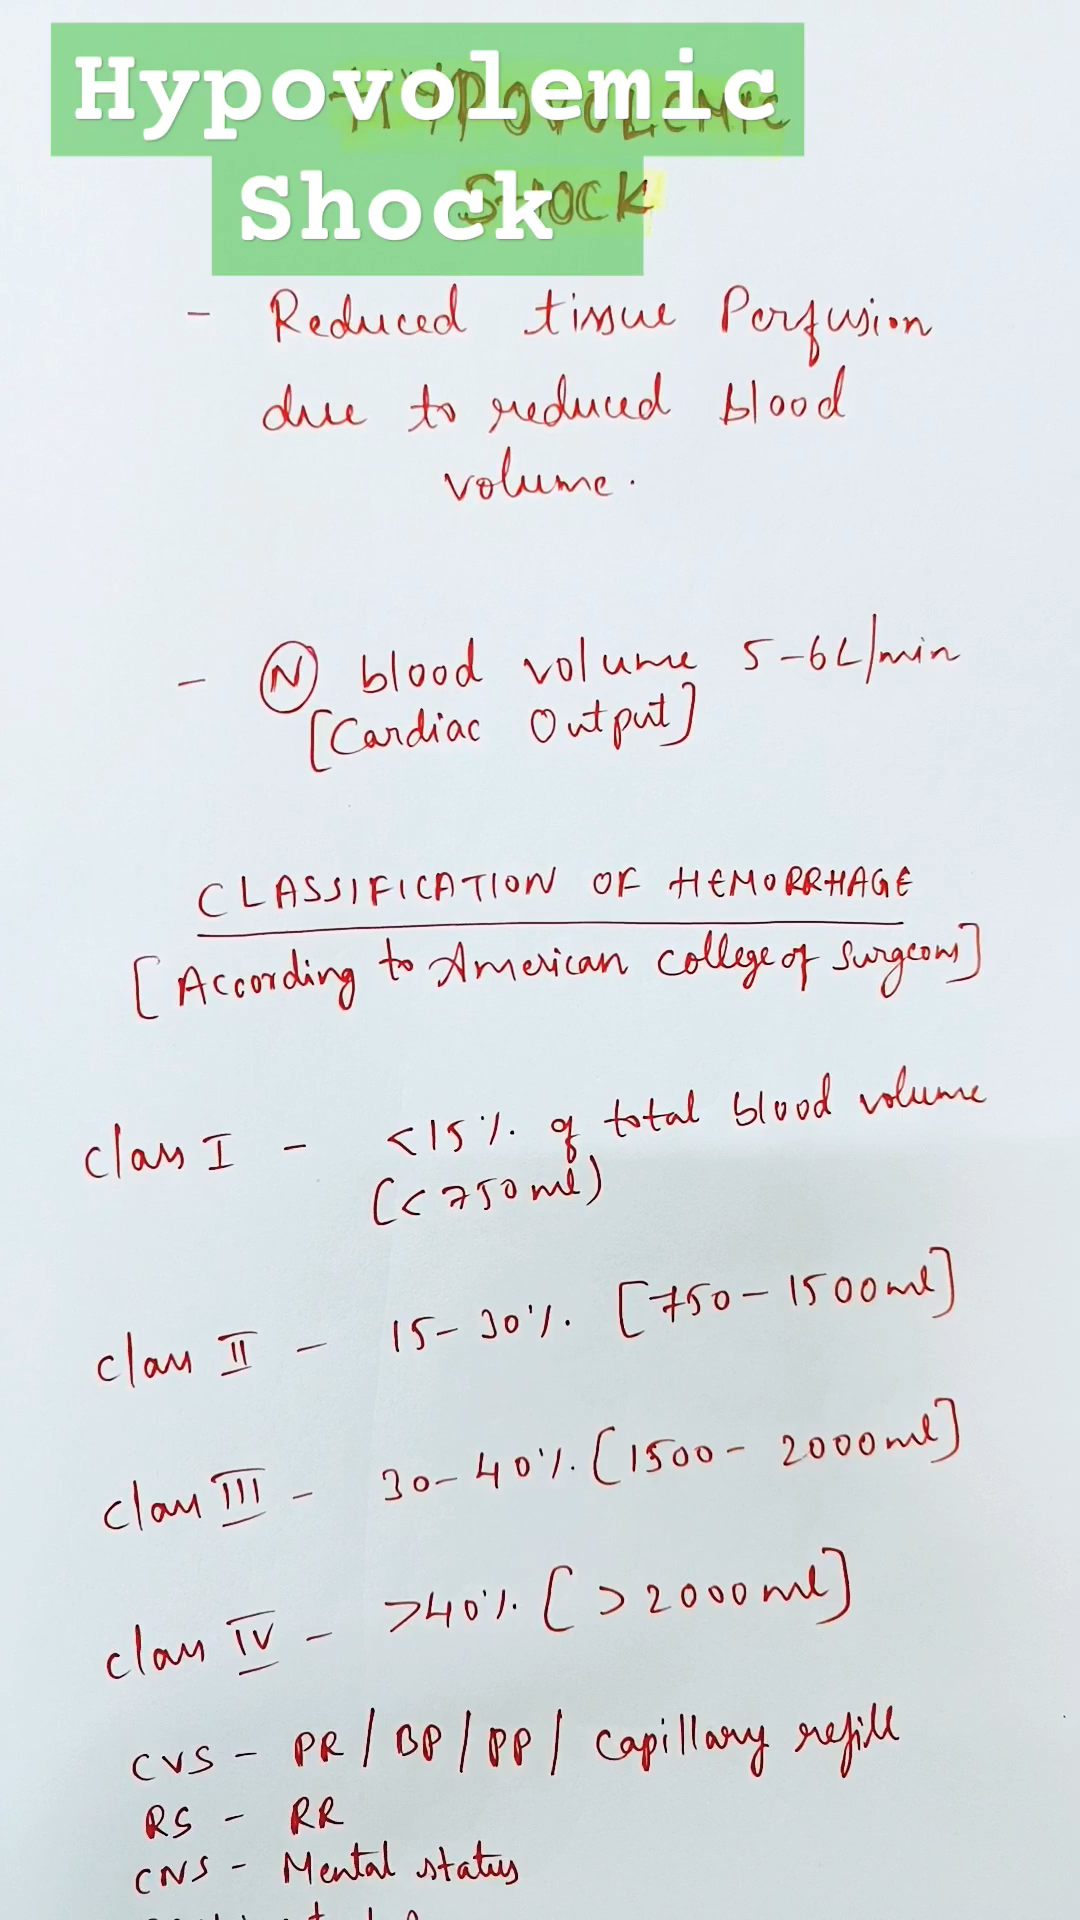 Hypovolemic
Shock
HYPOVOLEMIC
SHOCK
- Reduced tissue Perfusion
due to reduced blood
volume.
- (N) blood volume 5-6L/min
[Cardiac Output]
CLASSIFICATION OF HEMORRHAGE
[According to American college of Surgeons]
class I - <15% of total blood volume
(<750ml)
class II - 15-30%. [750-1500ml]
class III - 30-40%. [1500- 2000ml]
class IV - >40%. [>2000ml]
CVS - PR/BP/PP/ Capillary refill
RS - RR
CNS - Mental status